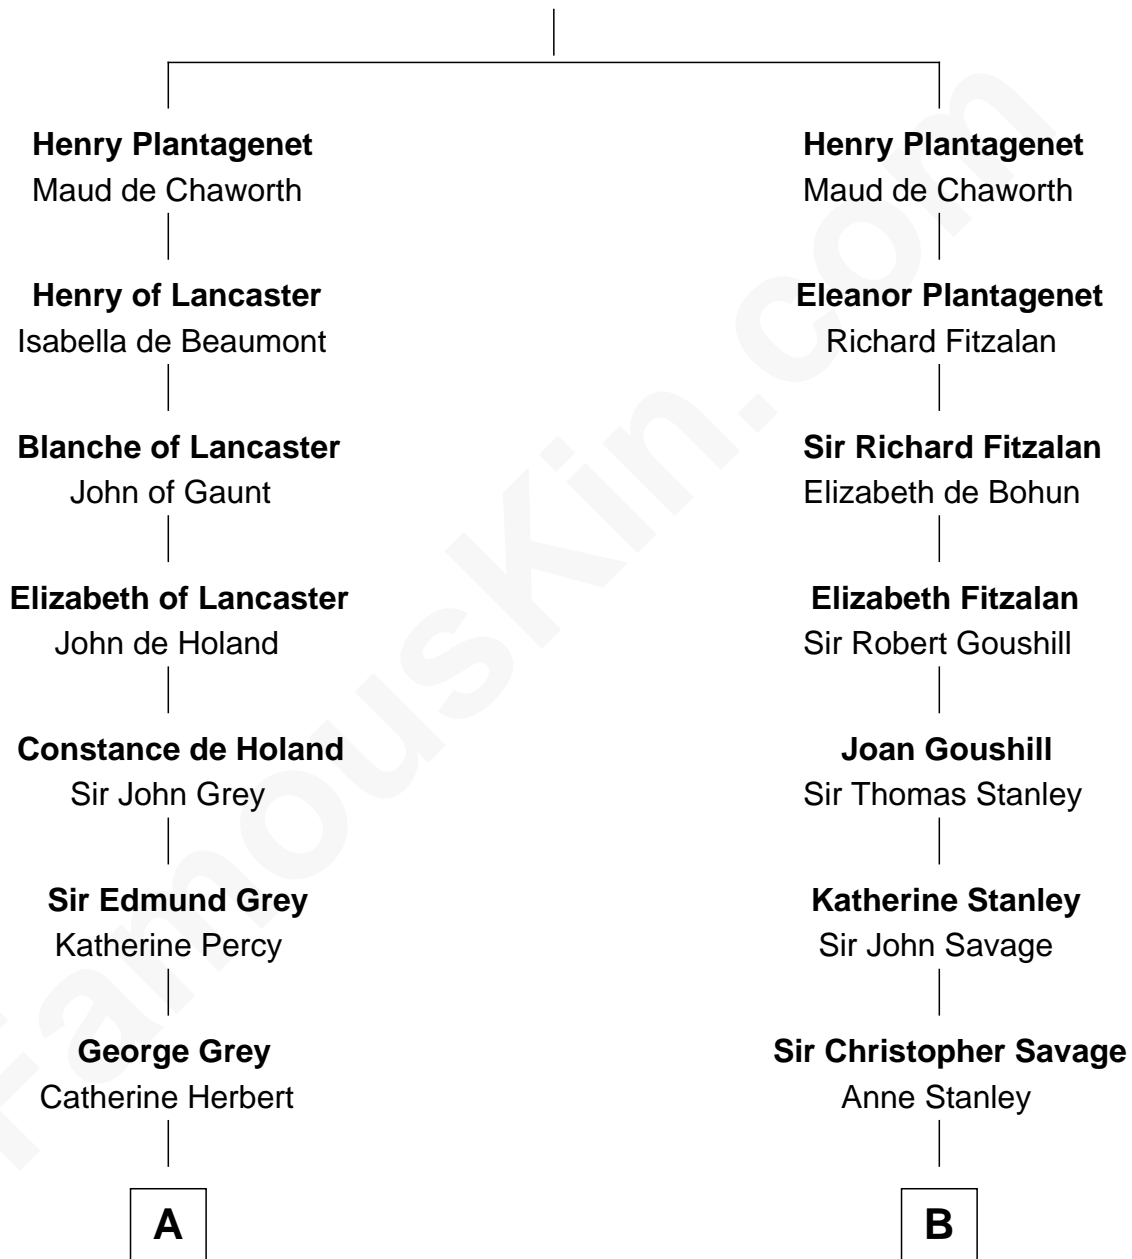 Henry Plantagenet
Maud de Chaworth
Henry of Lancaster
Isabella de Beaumont
Blanche of Lancaster
John of Gaunt
Elizabeth of Lancaster
John de Holand
Constance de Holand
Sir John Grey
Sir Edmund Grey
Katherine Percy
George Grey
Catherine Herbert
A
Henry Plantagenet
Maud de Chaworth
Eleanor Plantagenet
Richard Fitzalan
Sir Richard Fitzalan
Elizabeth de Bohun
Elizabeth Fitzalan
Sir Robert Goushill
Joan Goushill
Sir Thomas Stanley
Katherine Stanley
Sir John Savage
Sir Christopher Savage
Anne Stanley
B
FamousKin.com